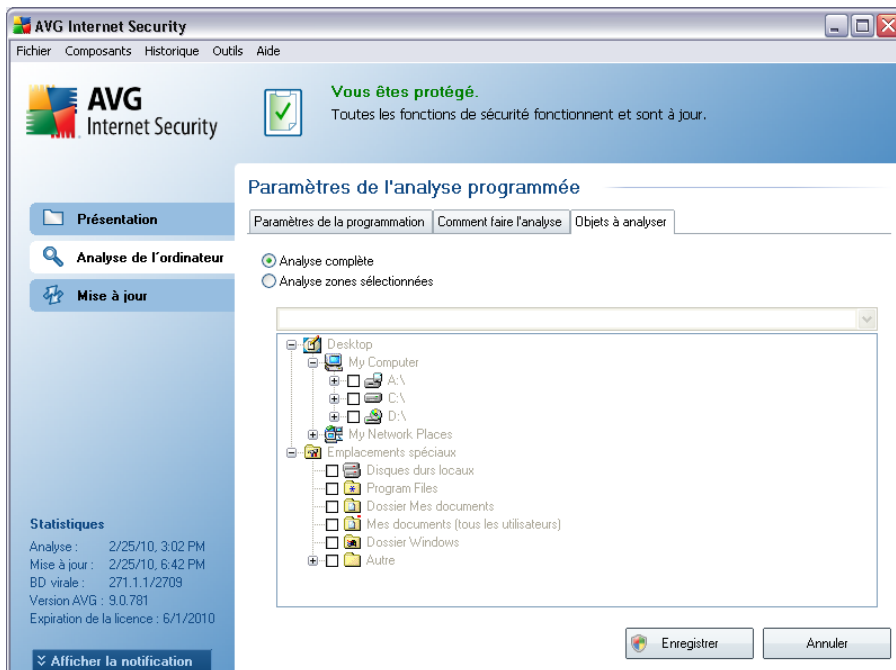 AVG Internet Security
Fichier Composants Historique Outils Aide
AVG
Internet Security
Vous êtes protégé.
Toutes les fonctions de sécurité fonctionnent et sont à jour.
Présentation
Analyse de l'ordinateur
Mise à jour
Paramètres de l'analyse programmée
Paramètres de la programmation Comment faire l'analyse Objets à analyser
Analyse complète
Analyse zones sélectionnées
Desktop
My Computer
A:\
C:\
D:\
My Network Places
Emplacements spéciaux
Disques durs locaux
Program Files
Dossier Mes documents
Mes documents (tous les utilisateurs)
Dossier Windows
Autre
Statistiques
Analyse : 2/25/10, 3:02 PM
Mise à jour : 2/25/10, 6:42 PM
BD virale : 271.1.1/2709
Version AVG : 9.0.781
Expiration de la licence : 6/1/2010
Afficher la notification
Enregistrer
Annuler